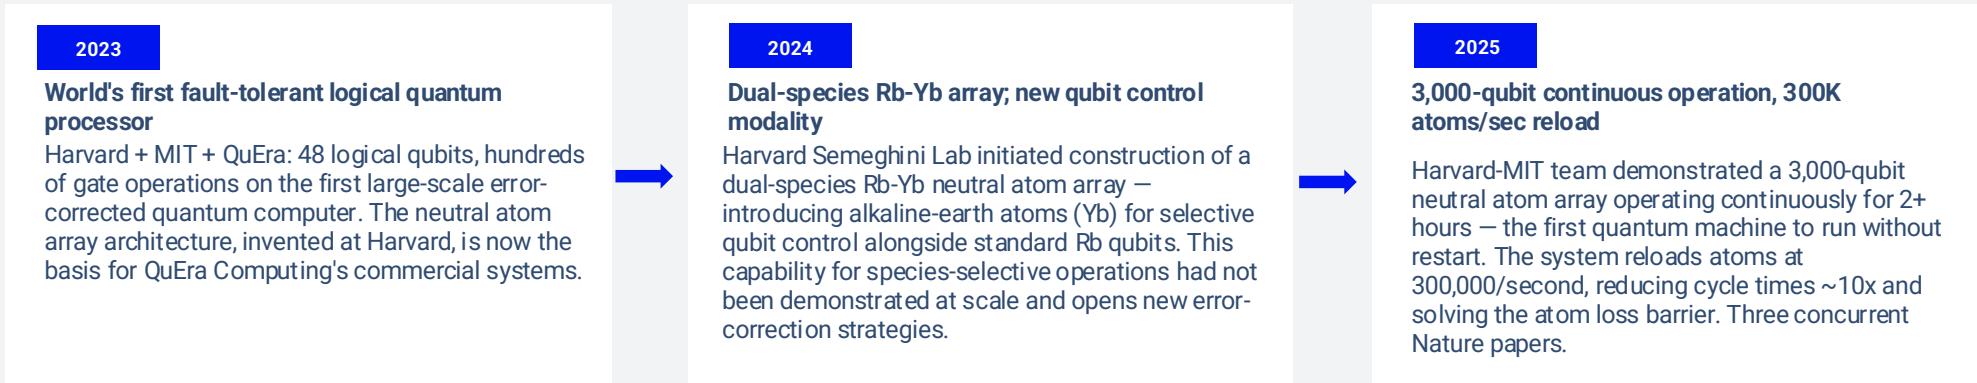 2023
World's first fault-tolerant logical quantum
processor
Harvard + MIT + QuEra: 48 logical qubits, hundreds
of gate operations on the first large-scale error-
corrected quantum computer. The neutral atom
array architecture, invented at Harvard, is now the
basis for QuEra Computing's commercial systems.
2024
Dual-species Rb-Yb array; new qubit control
modality
Harvard Semeghini Lab initiated construction of a
dual-species Rb-Yb neutral atom array —
introducing alkaline-earth atoms (Yb) for selective
qubit control alongside standard Rb qubits. This
capability for species-selective operations had not
been demonstrated at scale and opens new error-
correction strategies.
2025
3,000-qubit continuous operation, 300K
atoms/sec reload
Harvard-MIT team demonstrated a 3,000-qubit
neutral atom array operating continuously for 2+
hours — the first quantum machine to run without
restart. The system reloads atoms at
300,000/second, reducing cycle times ~10x and
solving the atom loss barrier. Three concurrent
Nature papers.